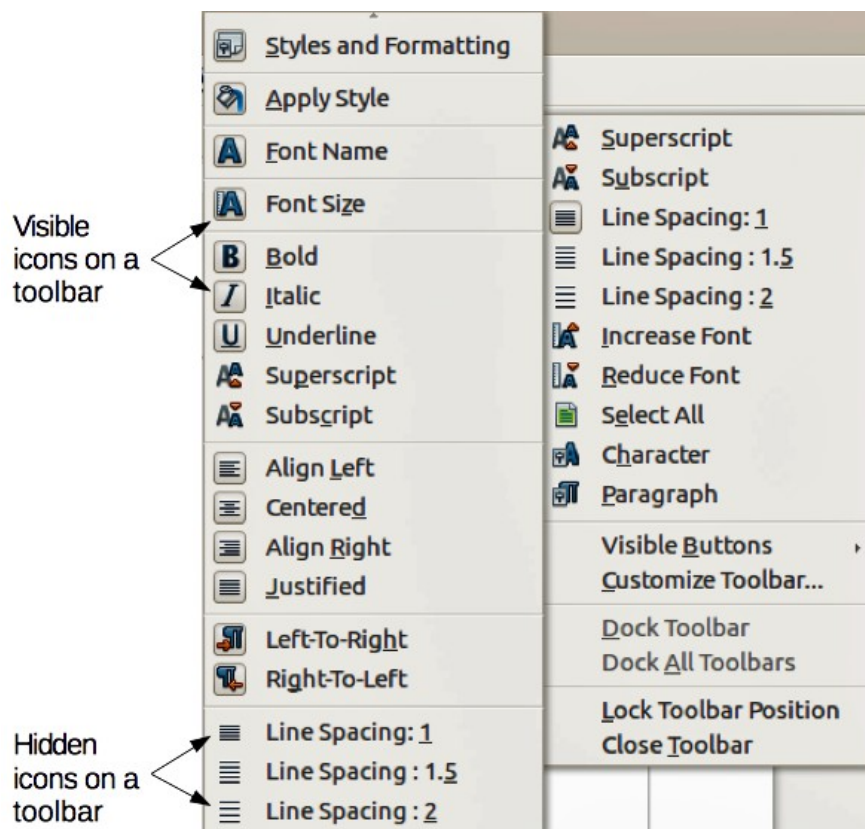 Visible
icons on a
toolbar
Hidden
icons on a
toolbar
Styles and Formatting
Apply Style
Font Name
Font Size
Bold
Italic
Underline
Superscript
Subscript
Align Left
Centered
Align Right
Justified
Left-To-Right
Right-To-Left
Line Spacing: 1
Line Spacing : 1.5
Line Spacing : 2
Superscript
Subscript
Line Spacing: 1
Line Spacing : 1.5
Line Spacing : 2
Increase Font
Reduce Font
Select All
Character
Paragraph
Visible Buttons
Customize Toolbar...
Dock Toolbar
Dock All Toolbars
Lock Toolbar Position
Close Toolbar